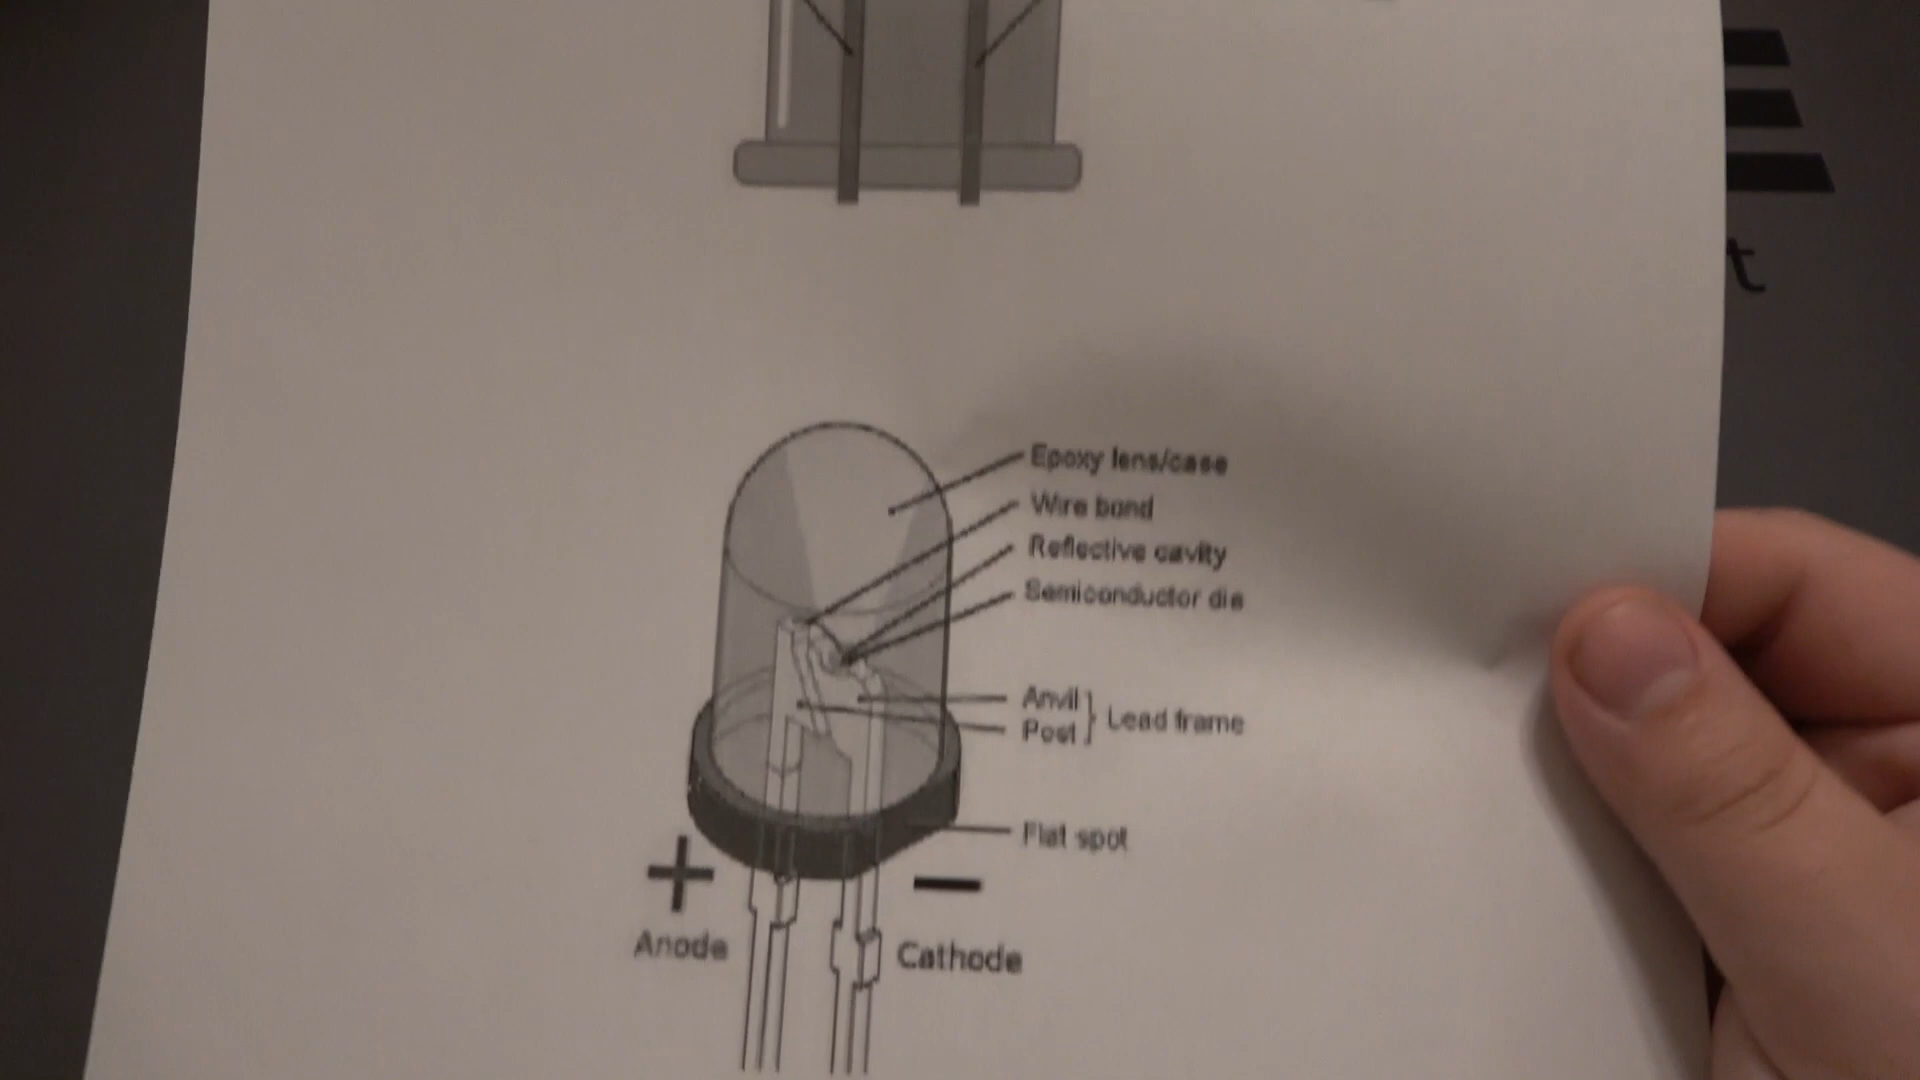 t
Epoxy lens/case
Wire bond
Reflective cavity
Semiconductor die
Anvil
Post
Lead frame
Flat spot
+
−
Anode
Cathode